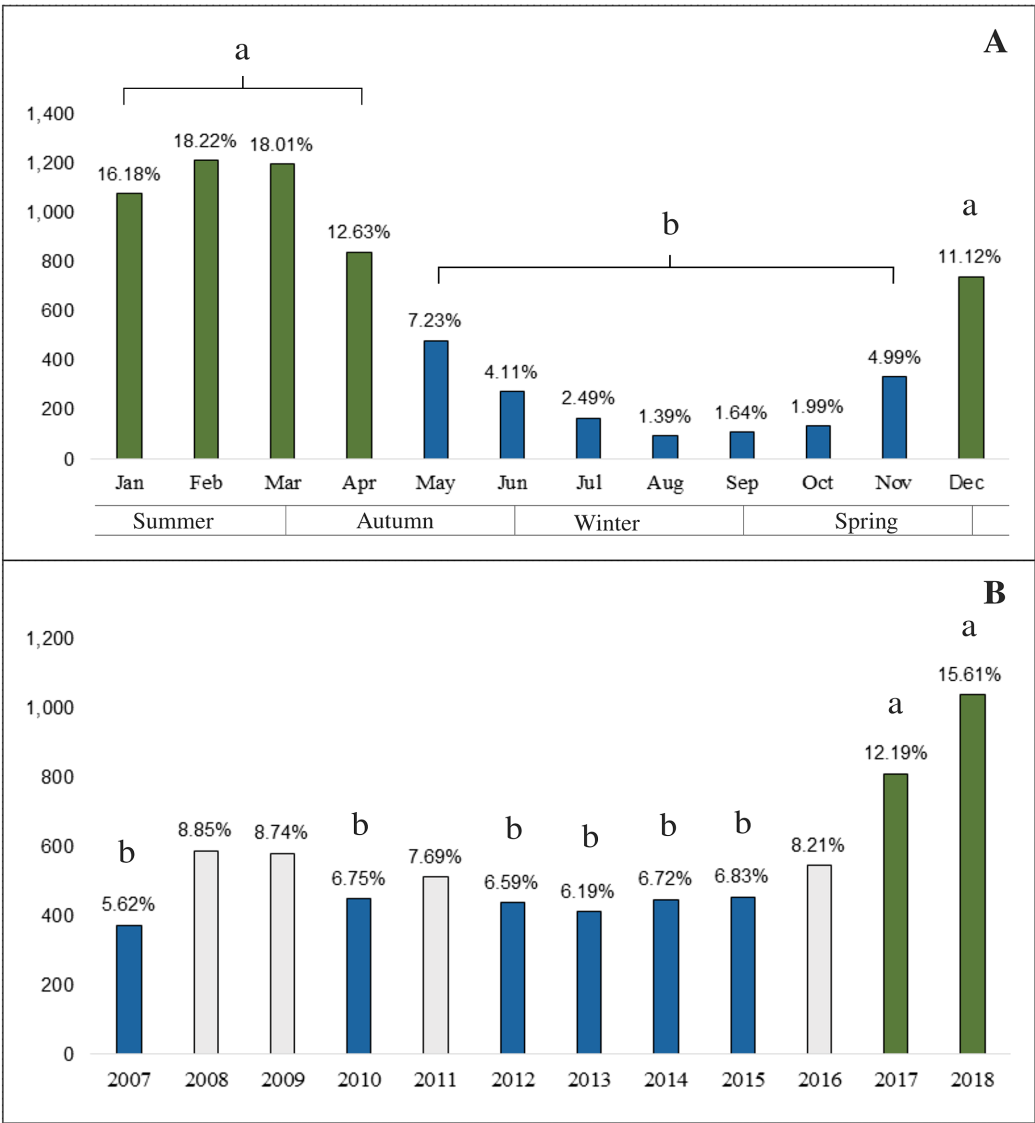 A
a
1,400
18.22% 18.01%
1,200
16.18%
1,000
b
a
12.63%
11.12%
800
7.23%
600
4.11%
4.99%
400
2.49%
1.39% 1.64% 1.99%
200
0
Jan Feb Mar Apr May Jun Jul Aug Sep Oct Nov Dec
Summer Autumn Winter Spring
B
a
1,200
15.61%
1,000
a
12.19%
800
b 8.85% 8.74% b b b b b
600
7.69% 8.21%
5.62% 6.75% 6.59% 6.19% 6.72% 6.83%
400
200
0
2007 2008 2009 2010 2011 2012 2013 2014 2015 2016 2017 2018